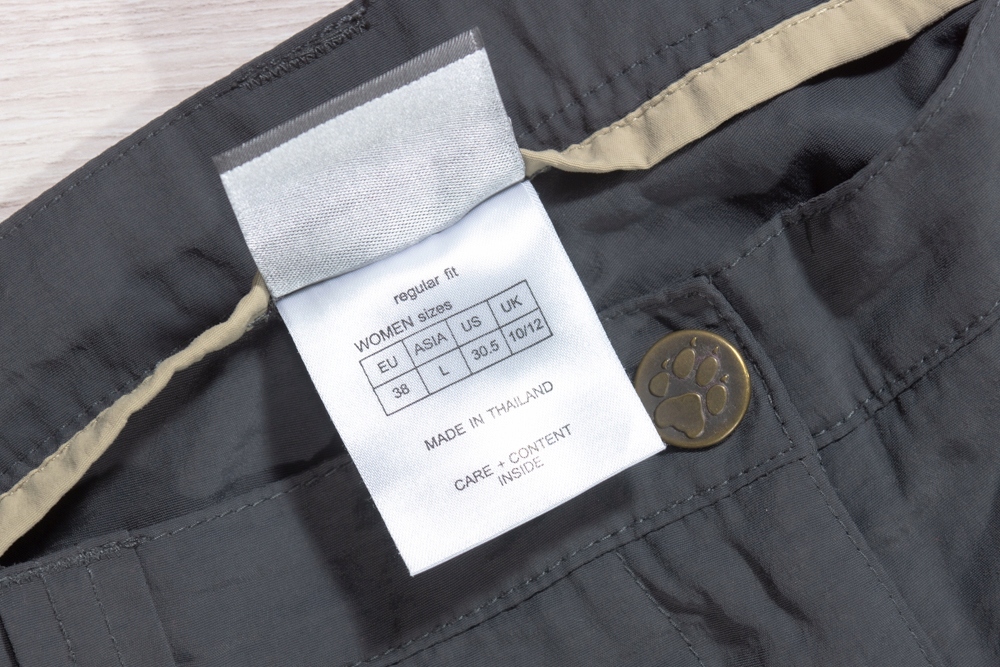 regular fit
WOMEN sizes
EU ASIA US UK
38 L 30.5 10/12
MADE IN THAILAND
CARE + CONTENT
INSIDE